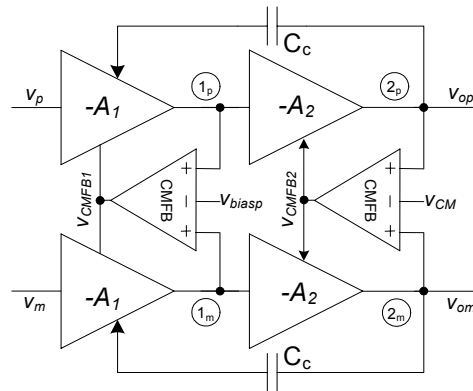 C_c
v_p
-A_1
1_p
-A_2
2_p
v_op
v_CMFB1
CMFB
+
−
+
v_biasp
v_CMFB2
CMFB
+
−
+
v_CM
v_m
-A_1
1_m
-A_2
2_m
v_om
C_c